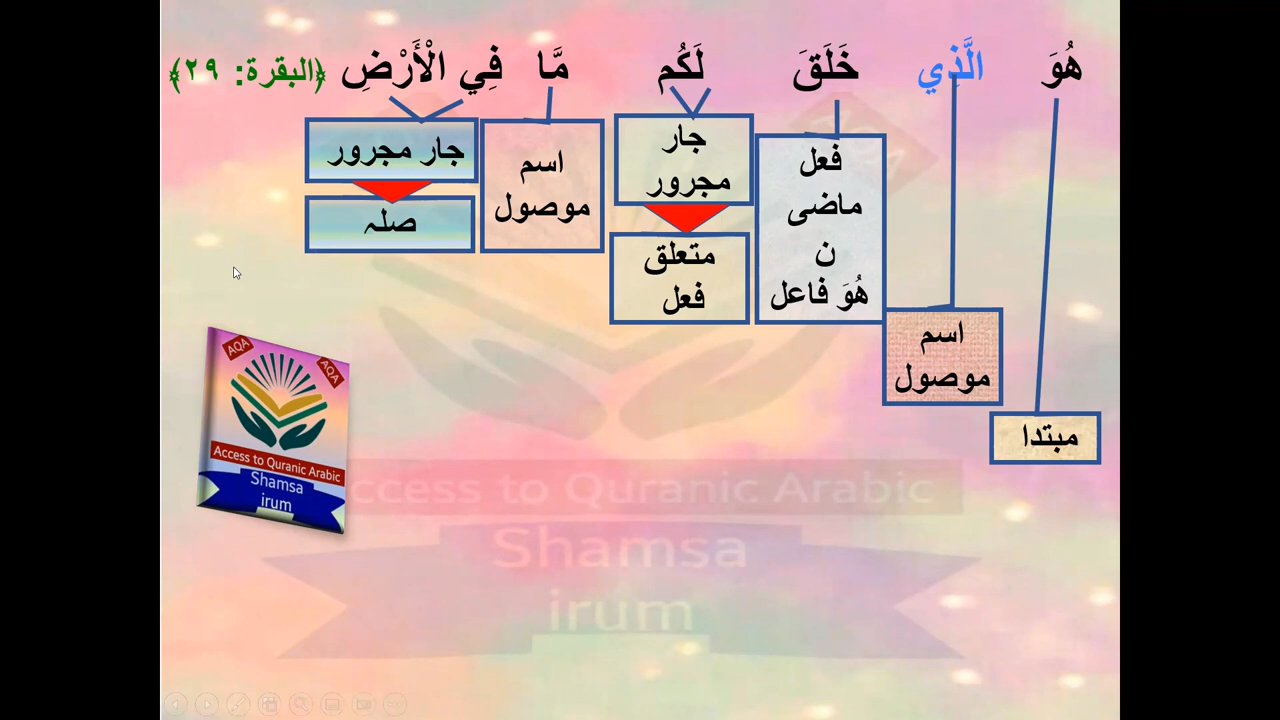 هُوَ الَّذِي خَلَقَ لَكُم مَّا فِي الْأَرْضِ ﴿البقرة: ٢٩﴾
جار مجرور
صلہ
اسم
موصول
جار
مجرور
متعلق
فعل
فعل
ماضی
ن
هُوَ فاعل
اسم
موصول
مبتدا
AQA
AQA
Access to Quranic Arabic
Shamsa
irum
ccess to Quranic Arabic
Shamsa
irum